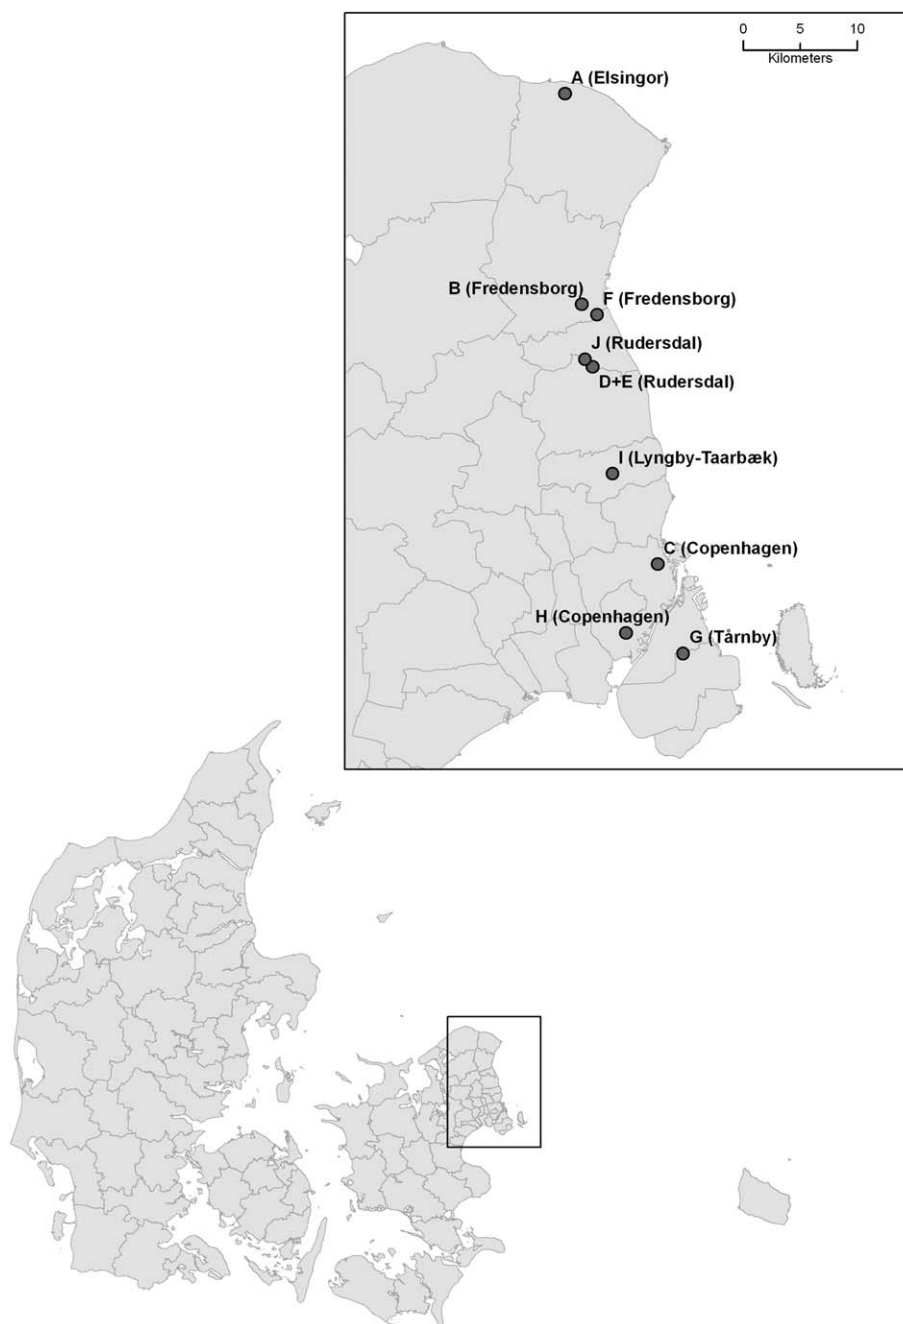 0 5 10
Kilometers
A (Elsingor)
B (Fredensborg)
F (Fredensborg)
J (Rudersdal)
D+E (Rudersdal)
I (Lyngby-Taarbæk)
C (Copenhagen)
H (Copenhagen)
G (Tårnby)